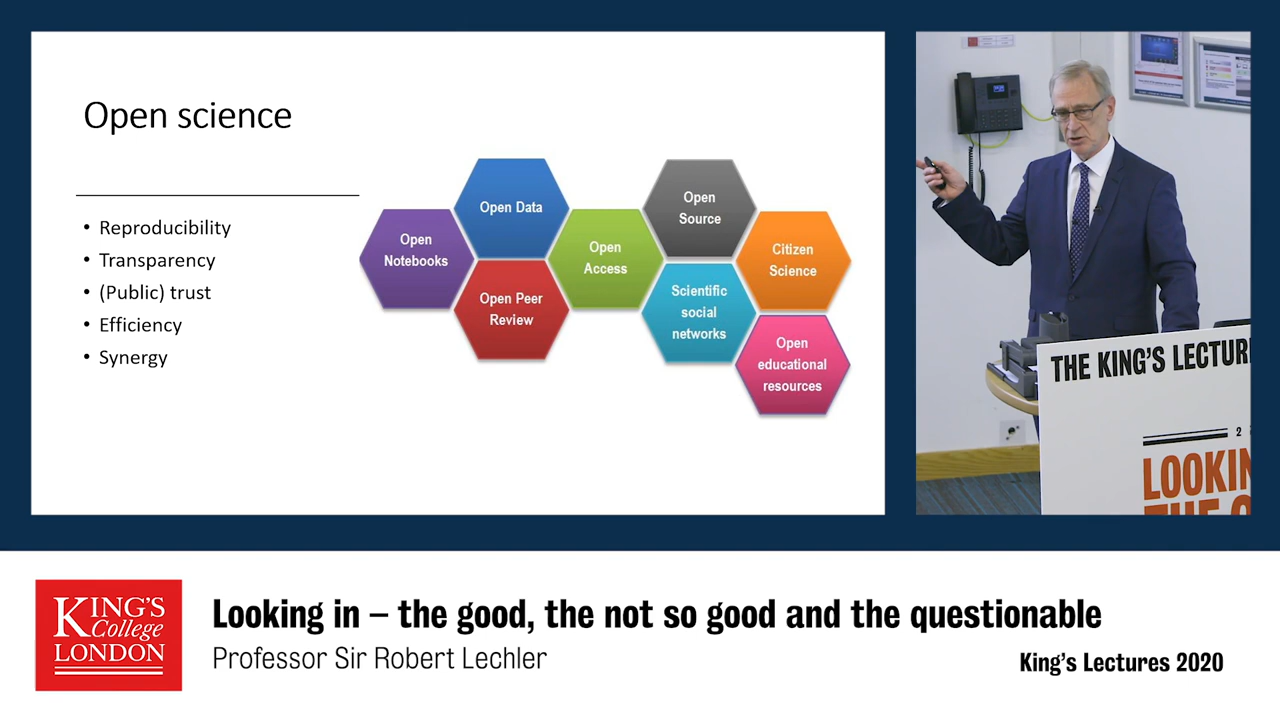 Open science
• Reproducibility
• Transparency
• (Public) trust
• Efficiency
• Synergy
Open
Notebooks
Open Data
Open Peer
Review
Open
Access
Open
Source
Scientific
social
networks
Citizen
Science
Open
educational
resources
THE KING'S LECTUR
2
LOOKIN
KING'S
College
LONDON
Looking in – the good, the not so good and the questionable
Professor Sir Robert Lechler
King's Lectures 2020